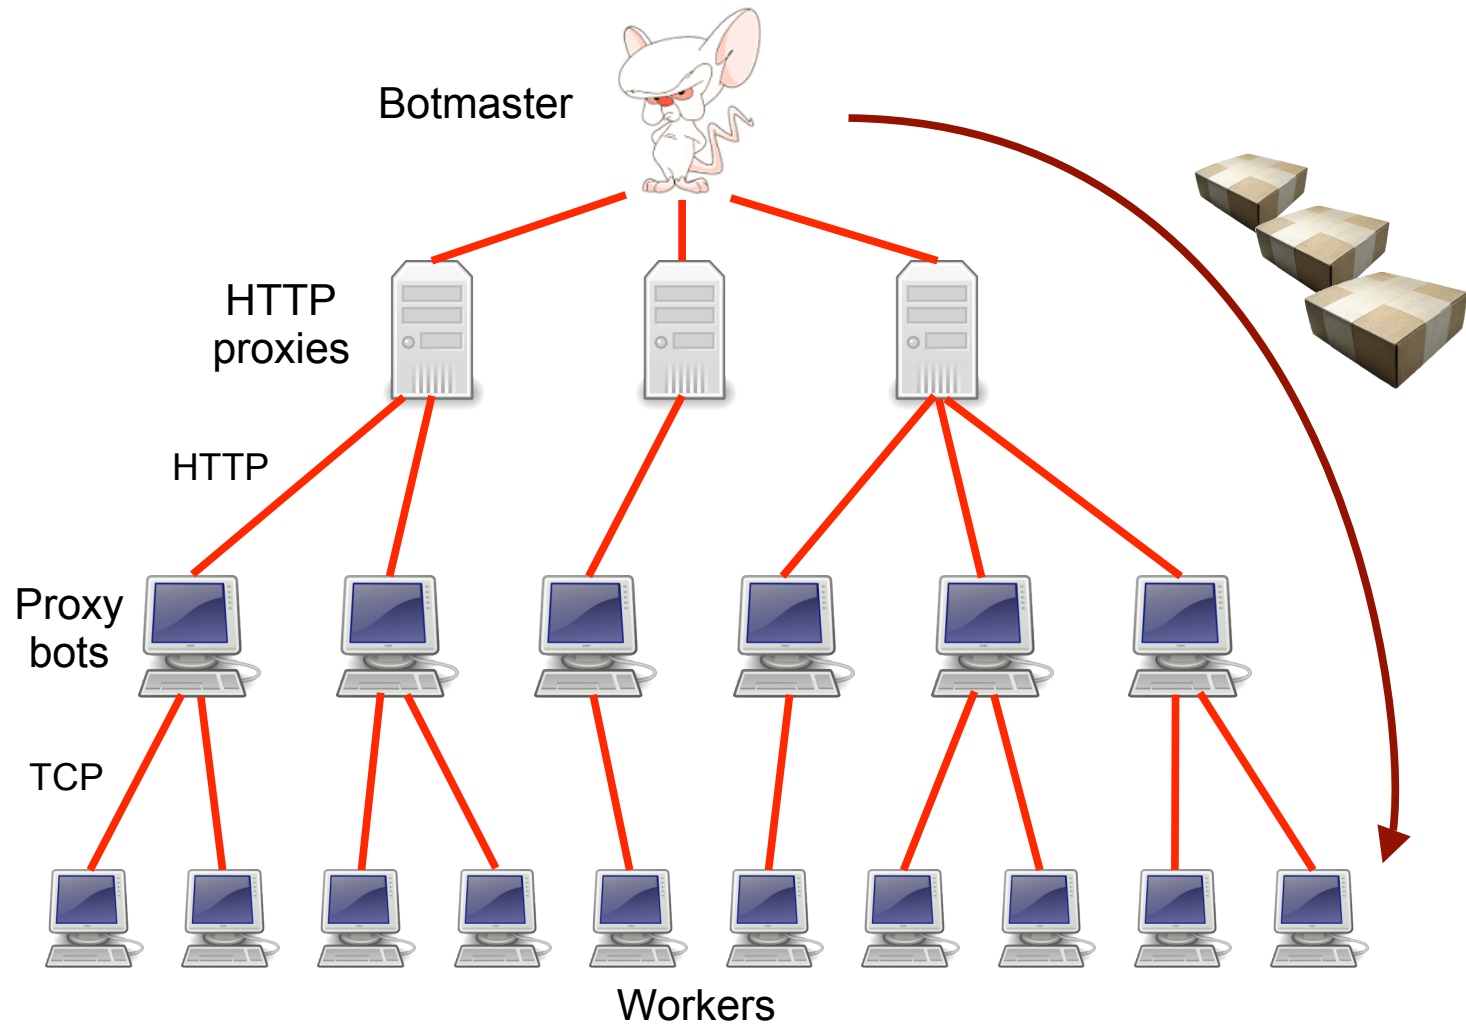 Botmaster
HTTP
proxies
HTTP
Proxy
bots
TCP
Workers